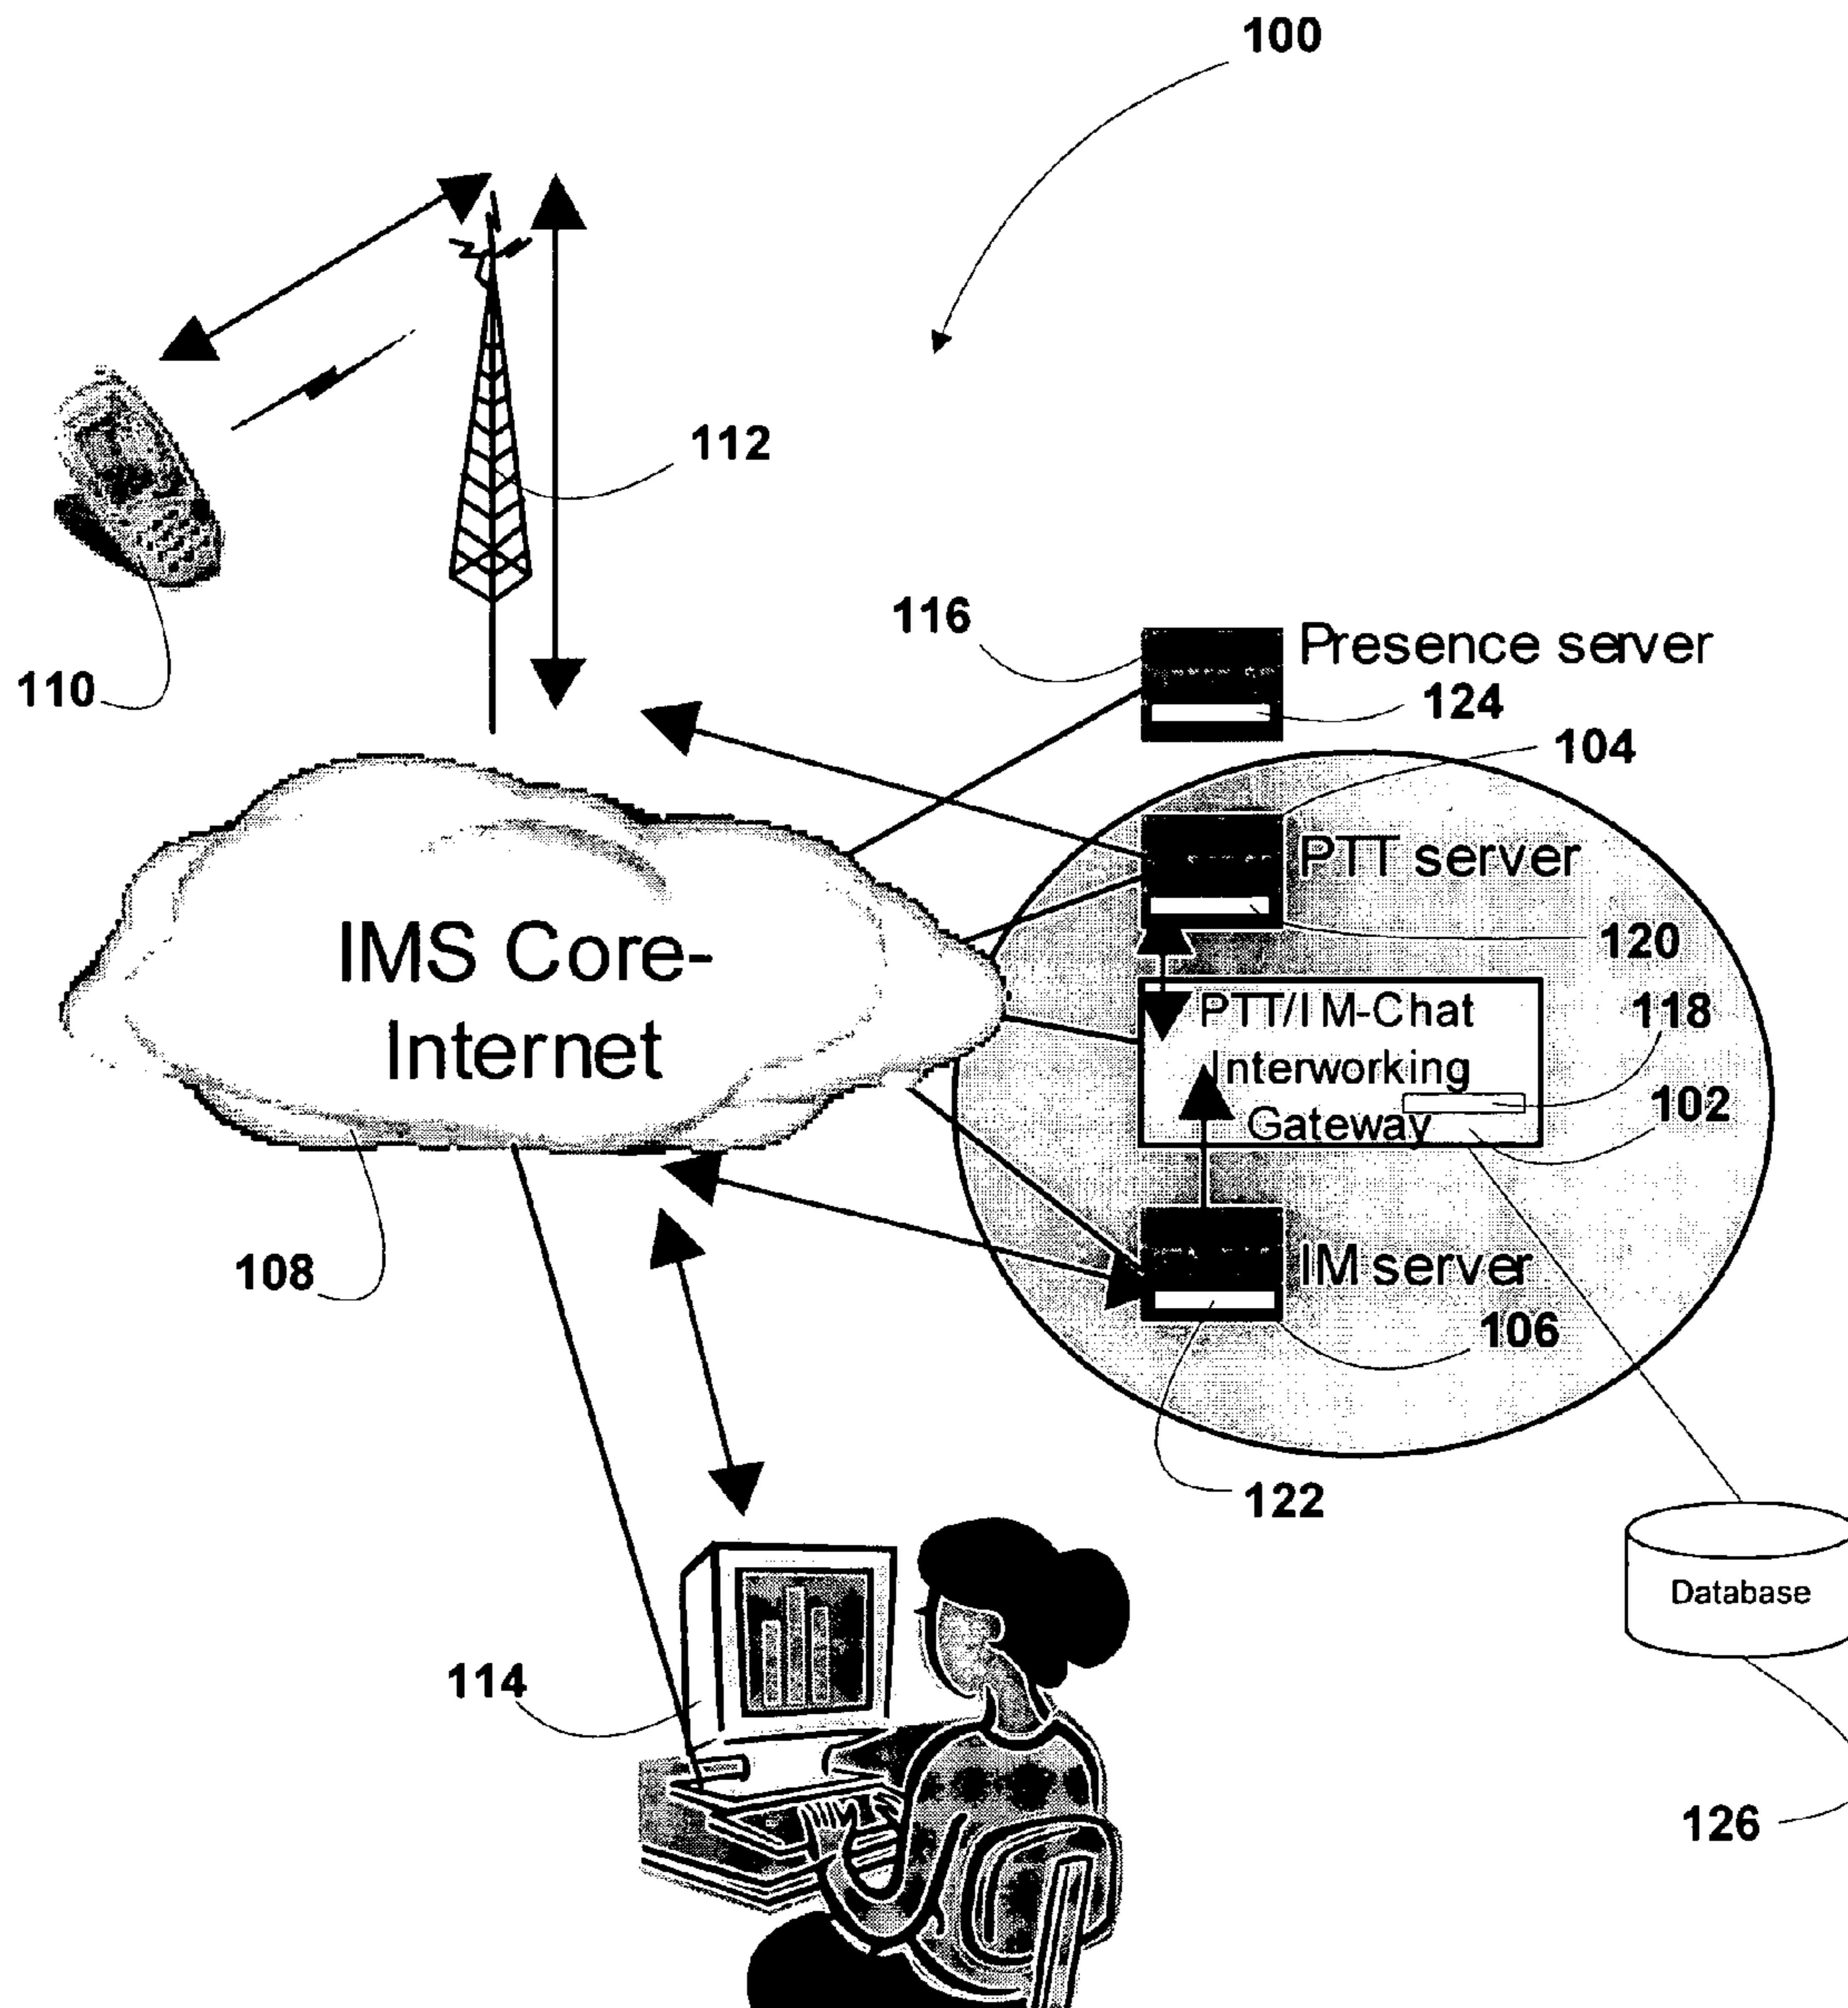 100
112
116
Presence server
110
124
104
PTT server
IMS Core-
Internet
120
PTT/IM-Chat
Interworking
Gateway
118
102
108
IM server
106
122
Database
114
126